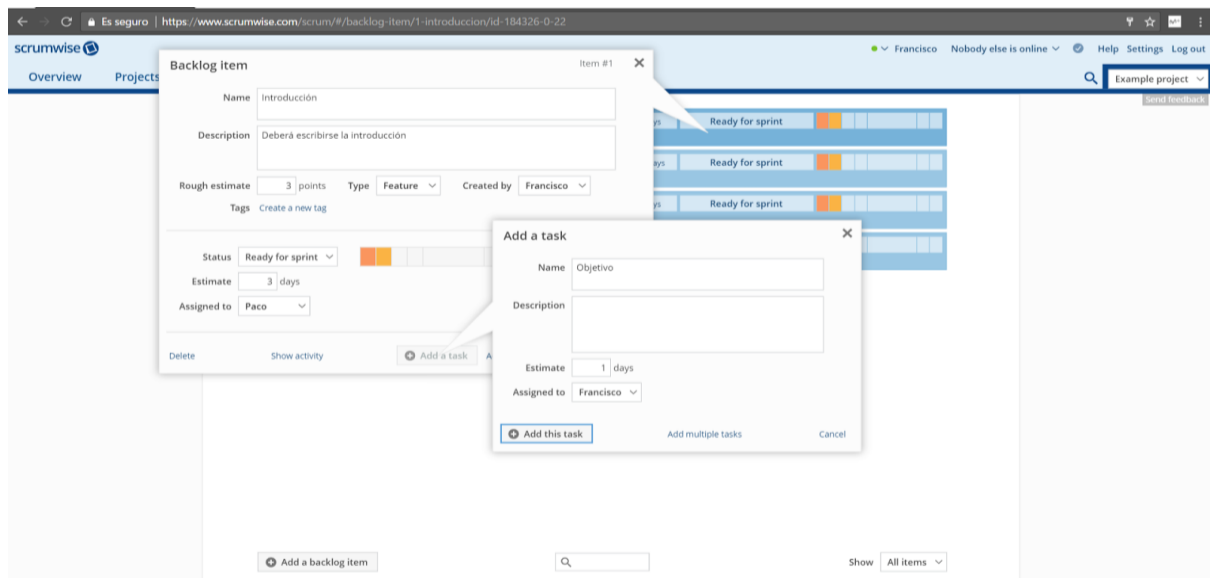 Es seguro | https://www.scrumwise.com/scrum/#/backlog-item/1-introduccion/id-184326-0-22
scrumwise
Francisco Nobody else is online Help Settings Log out
Overview Projects
Example project
Send feedback
Backlog item Item #1
Name Introducción
Description Deberá escribirse la introducción
Rough estimate 3 points Type Feature Created by Francisco
Tags Create a new tag
Status Ready for sprint
Estimate 3 days
Assigned to Paco
Delete Show activity Add a task A
ys Ready for sprint
ays Ready for sprint
ys Ready for sprint
Add a task
Name Objetivo
Description
Estimate 1 days
Assigned to Francisco
Add this task Add multiple tasks Cancel
Add a backlog item Show All items